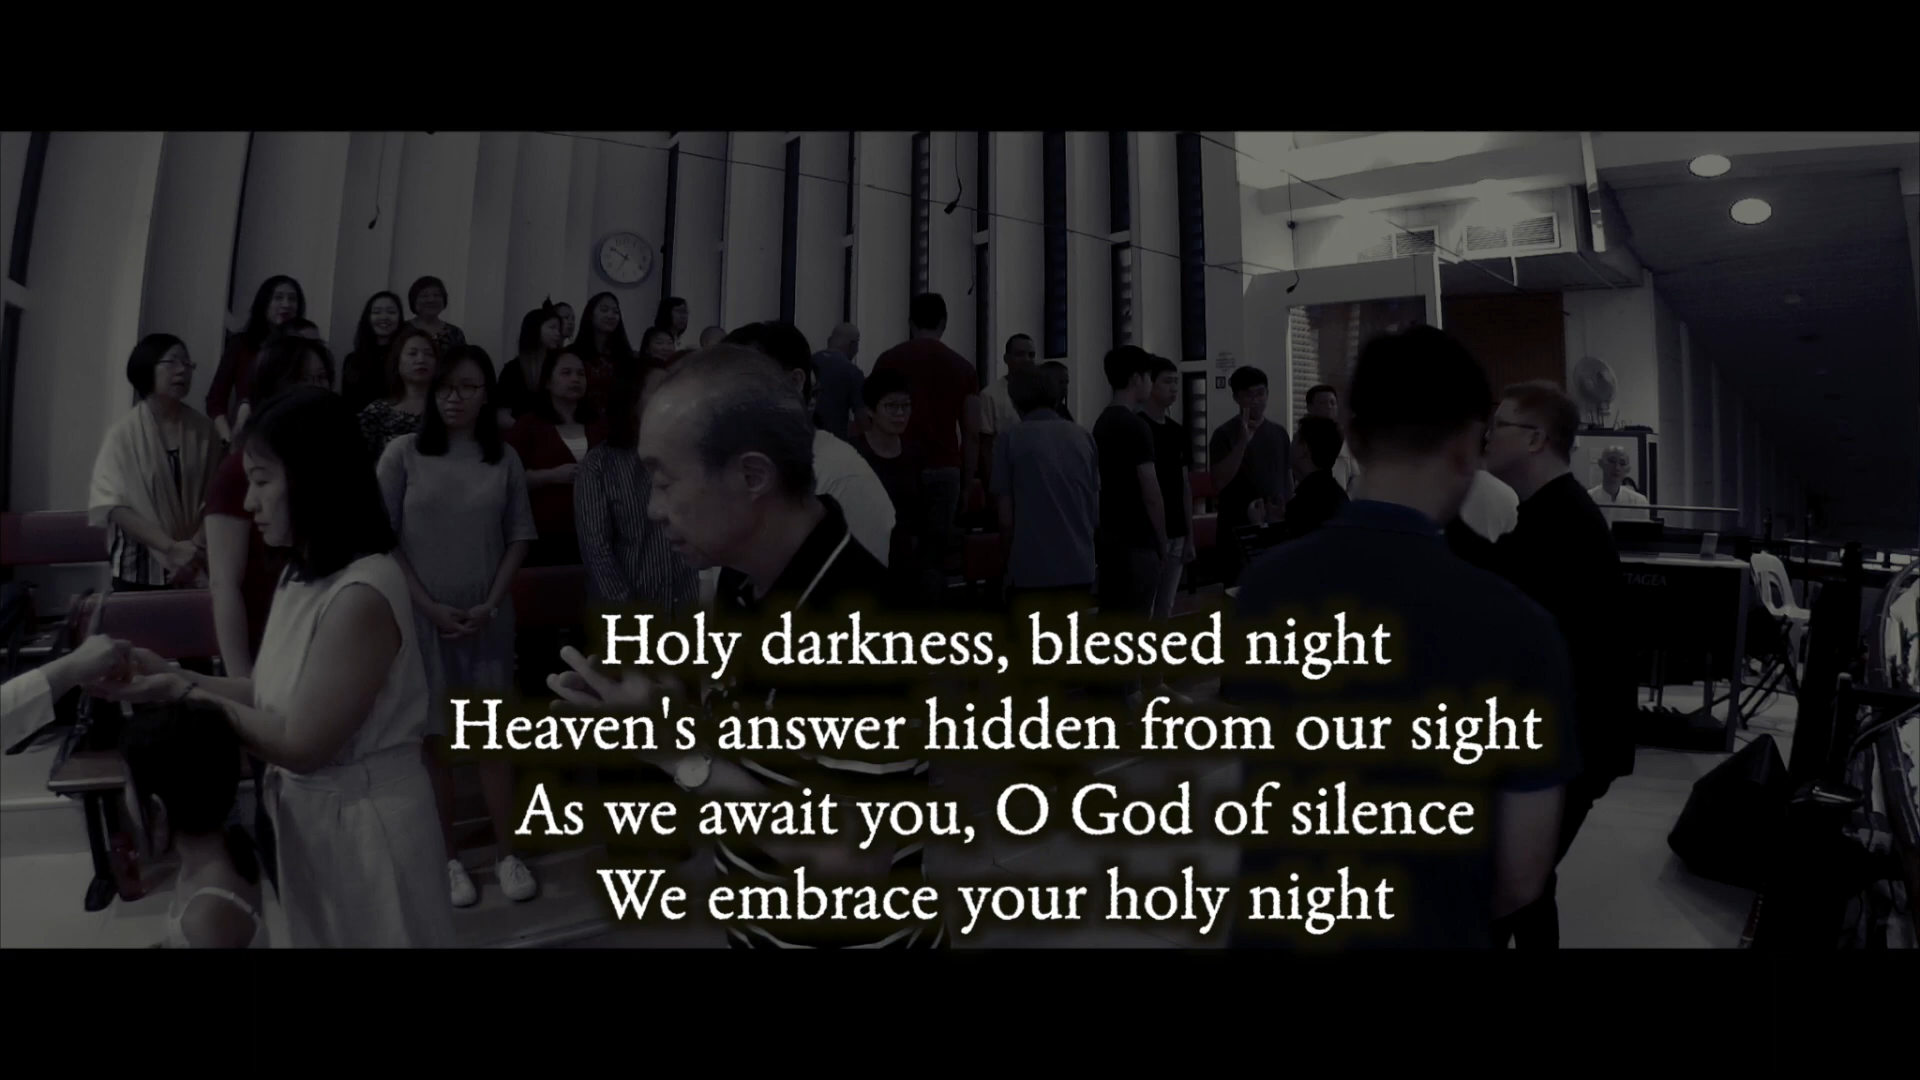 Holy darkness, blessed night
Heaven's answer hidden from our sight
As we await you, O God of silence
We embrace your holy night
STAGEA